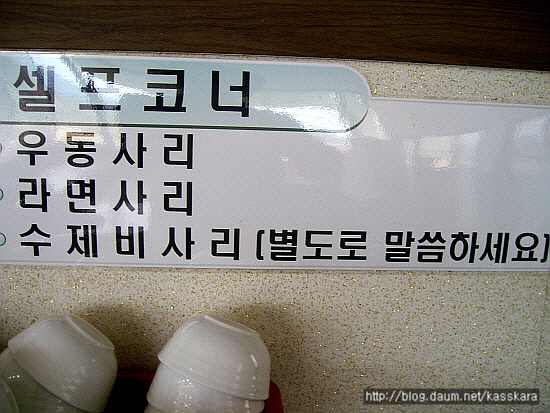 셀프코너
우동사리
라면사리
수제비사리(별도로 말씀하세요)
http://blog.daum.net/kasskara